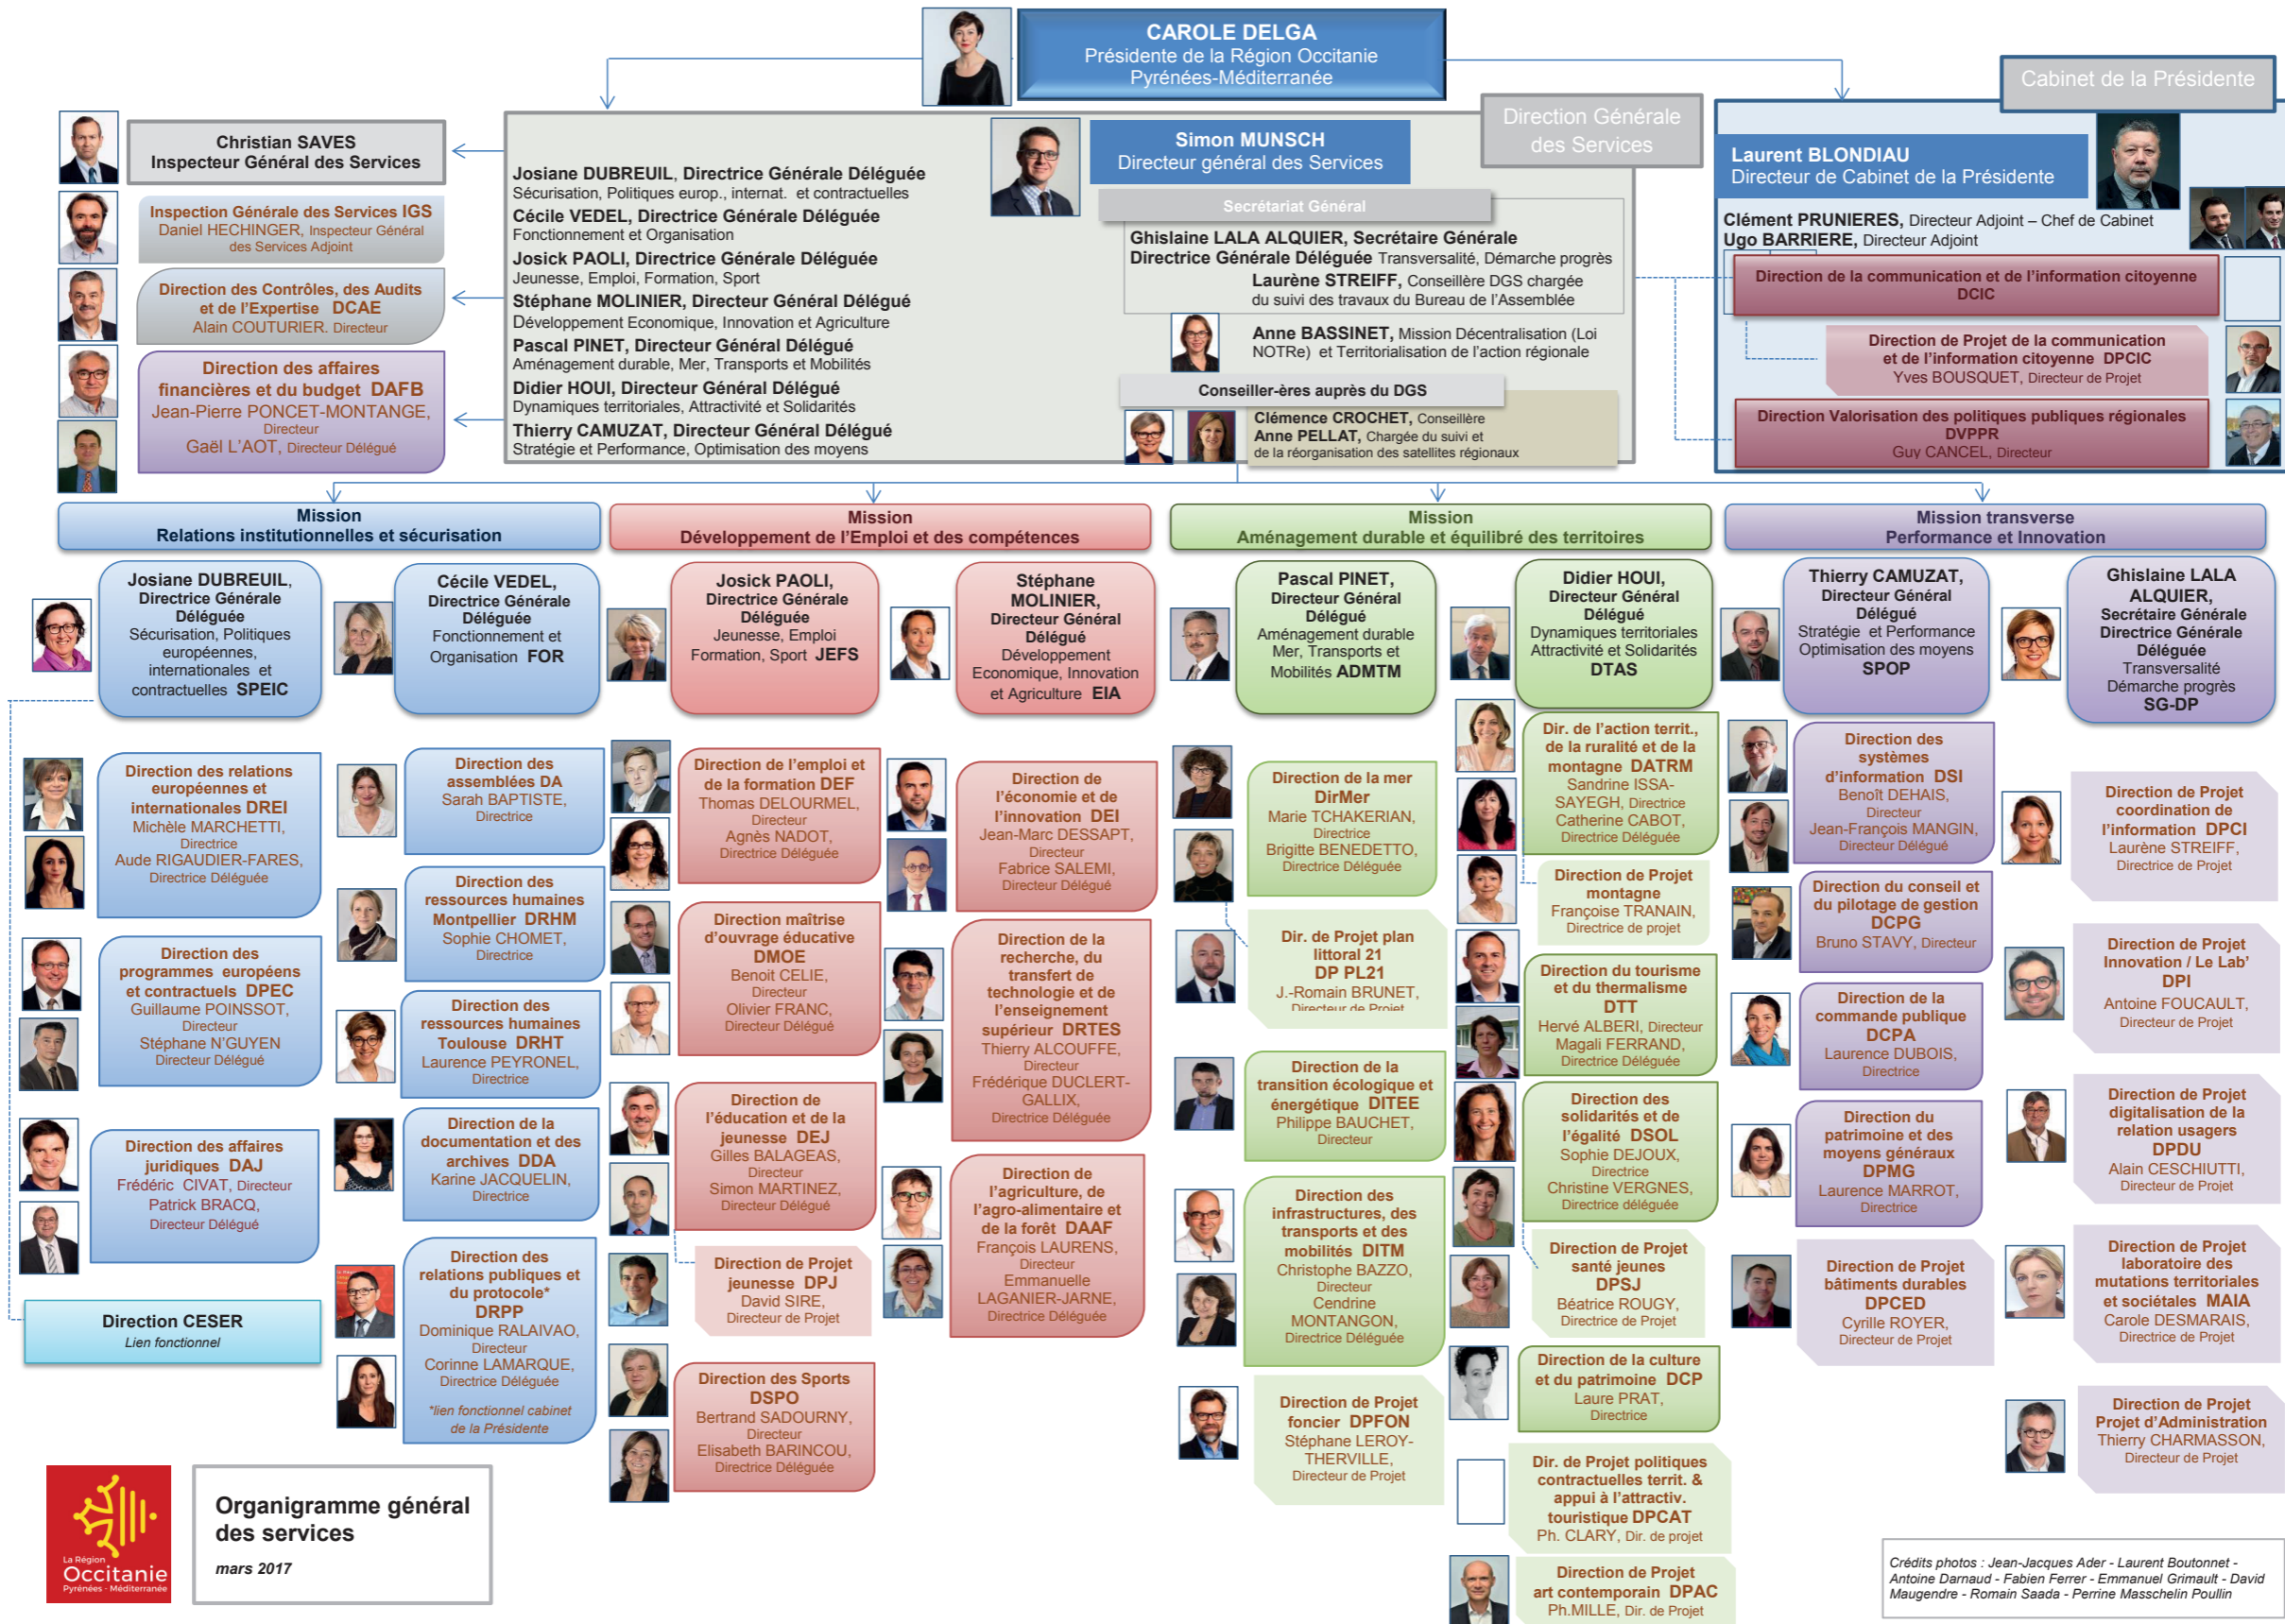 CAROLE DELGA
Présidente de la Région Occitanie
Pyrénées-Méditerranée
Cabinet de la Présidente
Direction Générale
des Services
Christian SAVES
Inspecteur Général des Services
Inspection Générale des Services IGS
Daniel HECHINGER, Inspecteur Général
des Services Adjoint
Direction des Contrôles, des Audits
et de l'Expertise DCAE
Alain COUTURIER. Directeur
Direction des affaires
financières et du budget DAFB
Jean-Pierre PONCET-MONTANGE,
Directeur
Gaël L'AOT, Directeur Délégué
Josiane DUBREUIL, Directrice Générale Déléguée
Sécurisation, Politiques europ., internat. et contractuelles
Cécile VEDEL, Directrice Générale Déléguée
Fonctionnement et Organisation
Josick PAOLI, Directrice Générale Déléguée
Jeunesse, Emploi, Formation, Sport
Stéphane MOLINIER, Directeur Général Délégué
Développement Economique, Innovation et Agriculture
Pascal PINET, Directeur Général Délégué
Aménagement durable, Mer, Transports et Mobilités
Didier HOUI, Directeur Général Délégué
Dynamiques territoriales, Attractivité et Solidarités
Thierry CAMUZAT, Directeur Général Délégué
Stratégie et Performance, Optimisation des moyens
Simon MUNSCH
Directeur général des Services
Secrétariat Général
Ghislaine LALA ALQUIER, Secrétaire Générale
Directrice Générale Déléguée Transversalité, Démarche progrès
Laurène STREIFF, Conseillère DGS chargée
du suivi des travaux du Bureau de l'Assemblée
Anne BASSINET, Mission Décentralisation (Loi
NOTRe) et Territorialisation de l'action régionale
Conseiller-ères auprès du DGS
Clémence CROCHET, Conseillère
Anne PELLAT, Chargée du suivi et
de la réorganisation des satellites régionaux
Laurent BLONDIAU
Directeur de Cabinet de la Présidente
Clément PRUNIERES, Directeur Adjoint – Chef de Cabinet
Ugo BARRIERE, Directeur Adjoint
Direction de la communication et de l'information citoyenne
DCIC
Direction de Projet de la communication
et de l'information citoyenne DPCIC
Yves BOUSQUET, Directeur de Projet
Direction Valorisation des politiques publiques régionales
DVPPR
Guy CANCEL, Directeur
Mission
Relations institutionnelles et sécurisation
Mission
Développement de l'Emploi et des compétences
Mission
Aménagement durable et équilibré des territoires
Mission transverse
Performance et Innovation
Josiane DUBREUIL,
Directrice Générale
Déléguée
Sécurisation, Politiques
européennes,
internationales et
contractuelles SPEIC
Direction des relations
européennes et
internationales DREI
Michèle MARCHETTI,
Directrice
Aude RIGAUDIER-FARES,
Directrice Déléguée
Direction des
programmes européens
et contractuels DPEC
Guillaume POINSSOT,
Directeur
Stéphane N'GUYEN
Directeur Délégué
Direction des affaires
juridiques DAJ
Frédéric CIVAT, Directeur
Patrick BRACQ,
Directeur Délégué
Direction CESER
Lien fonctionnel
Cécile VEDEL,
Directrice Générale
Déléguée
Fonctionnement et
Organisation FOR
Direction des
assemblées DA
Sarah BAPTISTE,
Directrice
Direction des
ressources humaines
Montpellier DRHM
Sophie CHOMET,
Directrice
Direction des
ressources humaines
Toulouse DRHT
Laurence PEYRONEL,
Directrice
Direction de la
documentation et des
archives DDA
Karine JACQUELIN,
Directrice
Direction des
relations publiques et
du protocole*
DRPP
Dominique RALAIVAO,
Directeur
Corinne LAMARQUE,
Directrice Déléguée
*lien fonctionnel cabinet
de la Présidente
Josick PAOLI,
Directrice Générale
Déléguée
Jeunesse, Emploi
Formation, Sport JEFS
Direction de l'emploi et
de la formation DEF
Thomas DELOURMEL,
Directeur
Agnès NADOT,
Directrice Déléguée
Direction maîtrise
d'ouvrage éducative
DMOE
Benoit CELIE,
Directeur
Olivier FRANC,
Directeur Délégué
Direction de
l'éducation et de la
jeunesse DEJ
Gilles BALAGEAS,
Directeur
Simon MARTINEZ,
Directeur Délégué
Direction de Projet
jeunesse DPJ
David SIRE,
Directeur de Projet
Direction des Sports
DSPO
Bertrand SADOURNY,
Directeur
Elisabeth BARINCOU,
Directrice Déléguée
Stéphane
MOLINIER,
Directeur Général
Délégué
Développement
Economique, Innovation
et Agriculture EIA
Direction de
l'économie et de
l'innovation DEI
Jean-Marc DESSAPT,
Directeur
Fabrice SALEMI,
Directeur Délégué
Direction de la
recherche, du
transfert de
technologie et de
l'enseignement
supérieur DRTES
Thierry ALCOUFFE,
Directeur
Frédérique DUCLERT-
GALLIX,
Directrice Déléguée
Direction de
l'agriculture, de
l'agro-alimentaire et
de la forêt DAAF
François LAURENS,
Directeur
Emmanuelle
LAGANIER-JARNE,
Directrice Déléguée
Pascal PINET,
Directeur Général
Délégué
Aménagement durable
Mer, Transports et
Mobilités ADMTM
Direction de la mer
DirMer
Marie TCHAKERIAN,
Directrice
Brigitte BENEDETTO,
Directrice Déléguée
Dir. de Projet plan
littoral 21
DP PL21
J.-Romain BRUNET,
Directeur de Projet
Direction de la
transition écologique et
énergétique DITEE
Philippe BAUCHET,
Directeur
Direction des
infrastructures, des
transports et des
mobilités DITM
Christophe BAZZO,
Directeur
Cendrine
MONTANGON,
Directrice Déléguée
Direction de Projet
foncier DPFON
Stéphane LEROY-
THERVILLE,
Directeur de Projet
Didier HOUI,
Directeur Général
Délégué
Dynamiques territoriales
Attractivité et Solidarités
DTAS
Dir. de l'action territ.,
de la ruralité et de la
montagne DATRM
Sandrine ISSA-
SAYEGH, Directrice
Catherine CABOT,
Directrice Déléguée
Direction de Projet
montagne
Françoise TRANAIN,
Directrice de projet
Direction du tourisme
et du thermalisme
DTT
Hervé ALBERI, Directeur
Magali FERRAND,
Directrice Déléguée
Direction des
solidarités et de
l'égalité DSOL
Sophie DEJOUX,
Directrice
Christine VERGNES,
Directrice déléguée
Direction de Projet
santé jeunes
DPSJ
Béatrice ROUGY,
Directrice de Projet
Direction de la culture
et du patrimoine DCP
Laure PRAT,
Directrice
Dir. de Projet politiques
contractuelles territ. &
appui à l'attractiv.
touristique DPCAT
Ph. CLARY, Dir. de projet
Direction de Projet
art contemporain DPAC
Ph.MILLE, Dir. de Projet
Thierry CAMUZAT,
Directeur Général
Délégué
Stratégie et Performance
Optimisation des moyens
SPOP
Direction des
systèmes
d'information DSI
Benoît DEHAIS,
Directeur
Jean-François MANGIN,
Directeur Délégué
Direction du conseil et
du pilotage de gestion
DCPG
Bruno STAVY, Directeur
Direction de la
commande publique
DCPA
Laurence DUBOIS,
Directrice
Direction du
patrimoine et des
moyens généraux
DPMG
Laurence MARROT,
Directrice
Direction de Projet
bâtiments durables
DPCED
Cyrille ROYER,
Directeur de Projet
Ghislaine LALA
ALQUIER,
Secrétaire Générale
Directrice Générale
Déléguée
Transversalité
Démarche progrès
SG-DP
Direction de Projet
coordination de
l'information DPCI
Laurène STREIFF,
Directrice de Projet
Direction de Projet
Innovation / Le Lab'
DPI
Antoine FOUCAULT,
Directeur de Projet
Direction de Projet
digitalisation de la
relation usagers
DPDU
Alain CESCHIUTTI,
Directeur de Projet
Direction de Projet
laboratoire des
mutations territoriales
et sociétales MAIA
Carole DESMARAIS,
Directrice de Projet
Direction de Projet
Projet d'Administration
Thierry CHARMASSON,
Directeur de Projet
La Région
Occitanie
Pyrénées - Méditerranée
Organigramme général
des services
mars 2017
Crédits photos : Jean-Jacques Ader - Laurent Boutonnet -
Antoine Darnaud - Fabien Ferrer - Emmanuel Grimault - David
Maugendre - Romain Saada - Perrine Masschelin Poullin